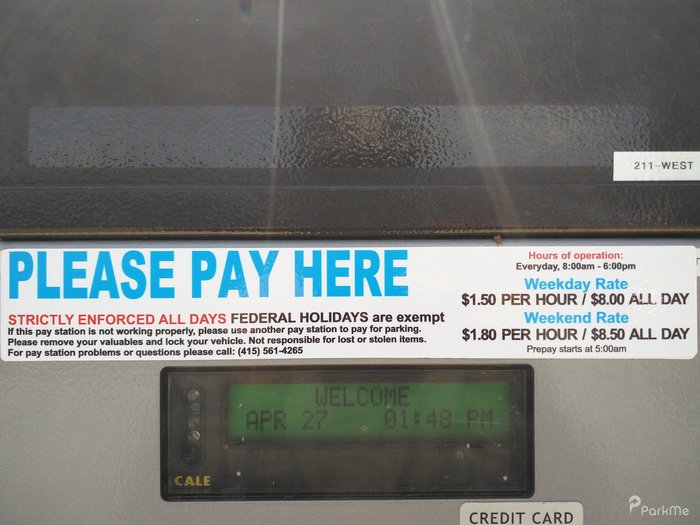 211-WEST
PLEASE PAY HERE
STRICTLY ENFORCED ALL DAYS FEDERAL HOLIDAYS are exempt
If this pay station is not working properly, please use another pay station to pay for parking.
Please remove your valuables and lock your vehicle. Not responsible for lost or stolen items.
For pay station problems or questions please call: (415) 561-4265
Hours of operation:
Everyday, 8:00am - 6:00pm
Weekday Rate
$1.50 PER HOUR / $8.00 ALL DAY
Weekend Rate
$1.80 PER HOUR / $8.50 ALL DAY
Prepay starts at 5:00am
WELCOME
APR 27 01:48 PM
CALE
CREDIT CARD
ParkMe